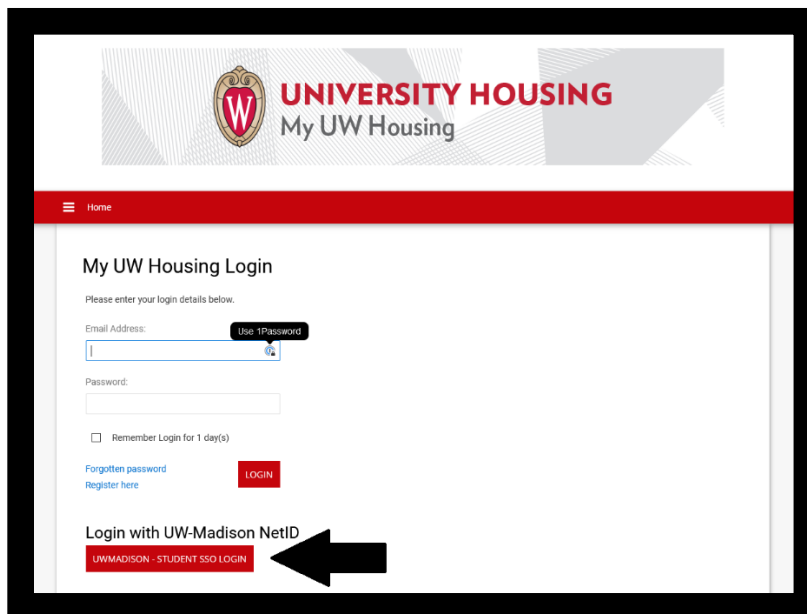 W
UNIVERSITY HOUSING
My UW Housing
Home
My UW Housing Login
Please enter your login details below.
Email Address:
Use 1Password
Password:
Remember Login for 1 day(s)
Forgotten password
LOGIN
Register here
Login with UW-Madison NetID
UWMADISON - STUDENT SSO LOGIN